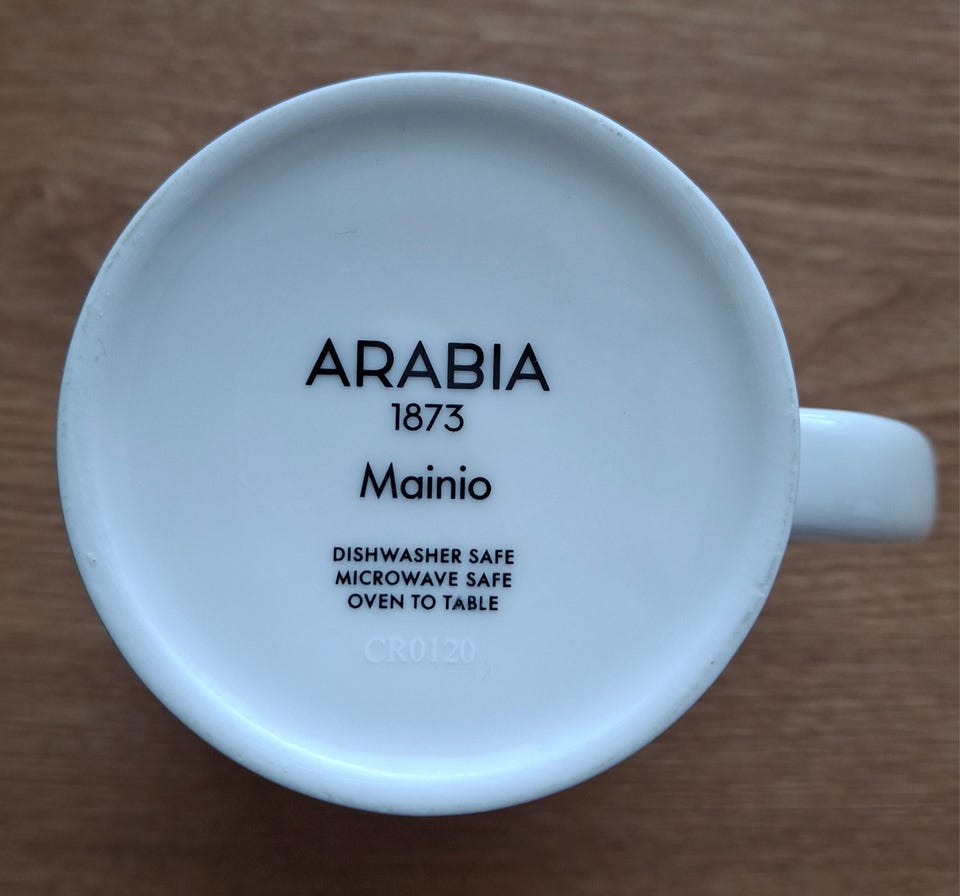 ARABIA
1873
Mainio
DISHWASHER SAFE
MICROWAVE SAFE
OVEN TO TABLE
CR0120